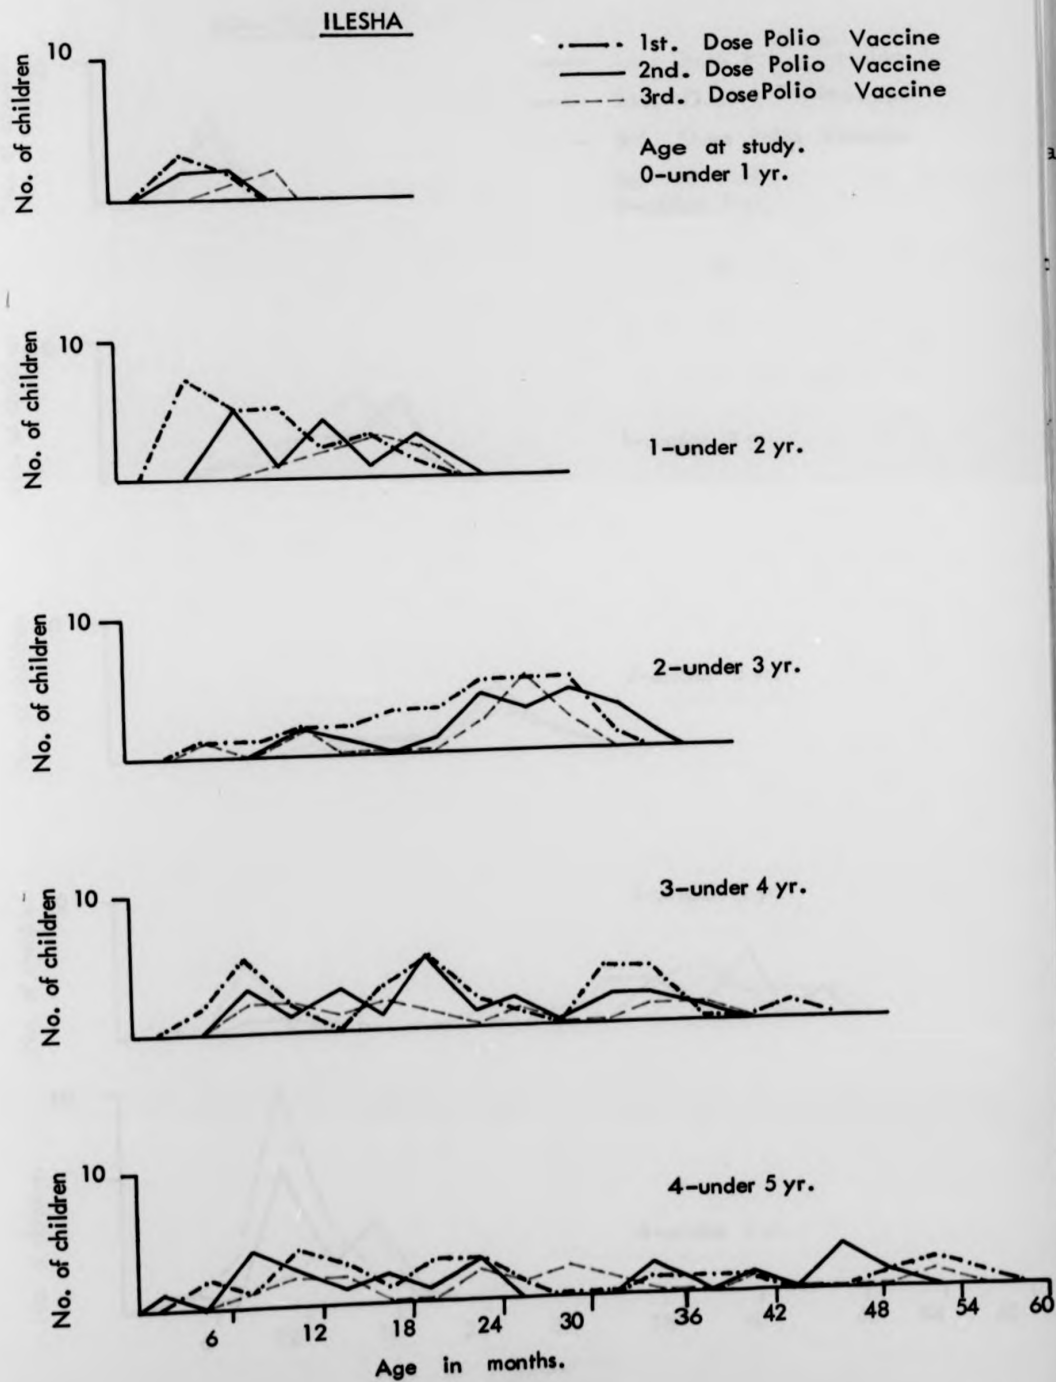 ILESHA
1st. Dose Polio Vaccine
2nd. Dose Polio Vaccine
3rd. Dose Polio Vaccine
Age at study.
0-under 1 yr.
10
No. of children
10
No. of children
1-under 2 yr.
10
No. of children
2-under 3 yr.
10
No. of children
3-under 4 yr.
10
No. of children
4-under 5 yr.
6 12 18 24 30 36 42 48 54 60
Age in months.